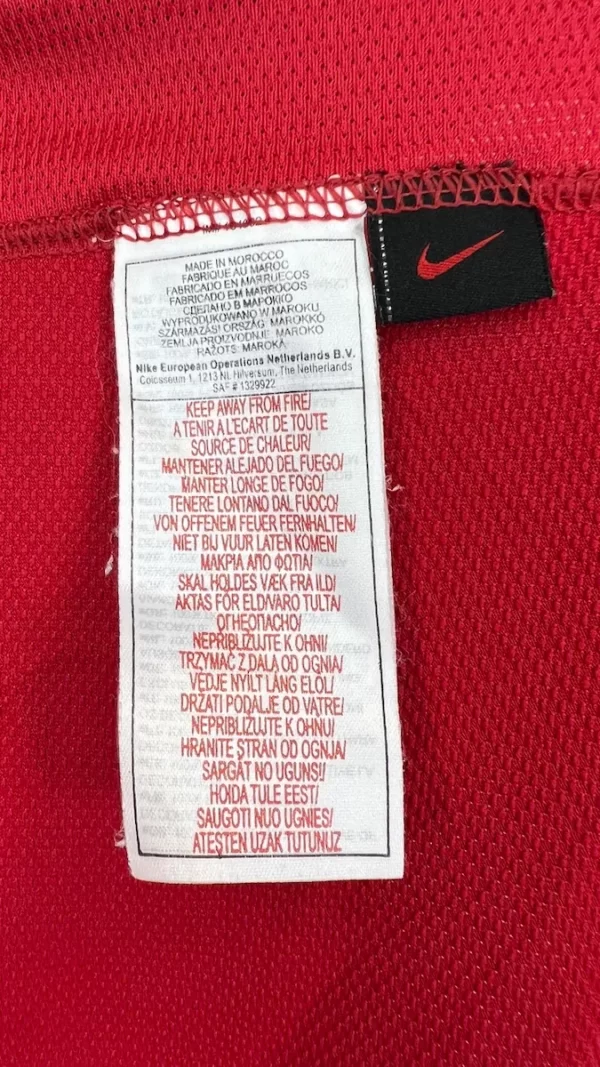 MADE IN MOROCCO
FABRIQUE AU MAROC
FABRICADO EN MARRUECOS
FABRICADO EM MARROCOS
СДЕЛАНО В МАРОККО
WYPRODUKOWANO W MAROKU
SZÁRMAZÁSI ORSZÁG: MAROKKÓ
ZEMLJA PROIZVODNJE: MAROKO
RAŽOTS: MAROKĀ
Nike European Operations Netherlands B.V.
Colosseum 1, 1213 NL Hilversum, The Netherlands
SAF # 1329922
KEEP AWAY FROM FIRE/
A TENIR A L'ECART DE TOUTE
SOURCE DE CHALEUR/
MANTENER ALEJADO DEL FUEGO/
MANTER LONGE DE FOGO/
TENERE LONTANO DAL FUOCO/
VON OFFENEM FEUER FERNHALTEN/
NIET BIJ VUUR LATEN KOMEN/
ΜΑΚΡΙΑ ΑΠΟ ΦΩΤΙΑ/
SKAL HOLDES VÆK FRA ILD/
AKTAS FÖR ELD/VARO TULTA/
ОГНЕОПАСНО/
NEPRIBLIŽUJTE K OHNI/
TRZYMAĆ Z DALA OD OGNIA/
VÉDJE NYÍLT LÁNG ELOL/
DRŽATI PODALJE OD VATRE/
NEPRIBLIŽUJTE K OHNU/
HRANITE STRAN OD OGNJA/
SARGĀT NO UGUNS!/
HOIDA TULE EEST!/
SAUGOTI NUO UGNIES/
ATEŞTEN UZAK TUTUNUZ